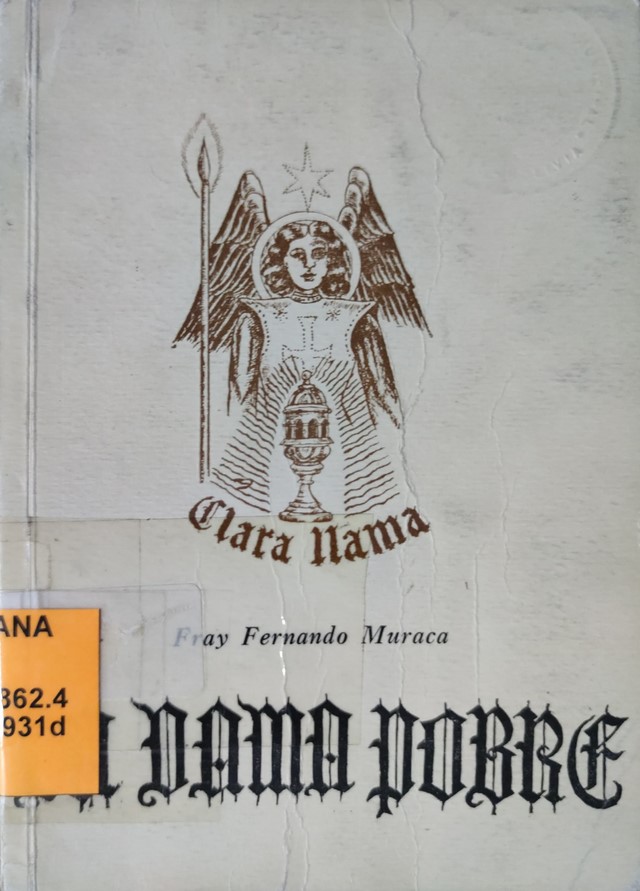 Clara llama
Fray Fernando Muraca
ANA
862.4
931d
DAMA POBRE